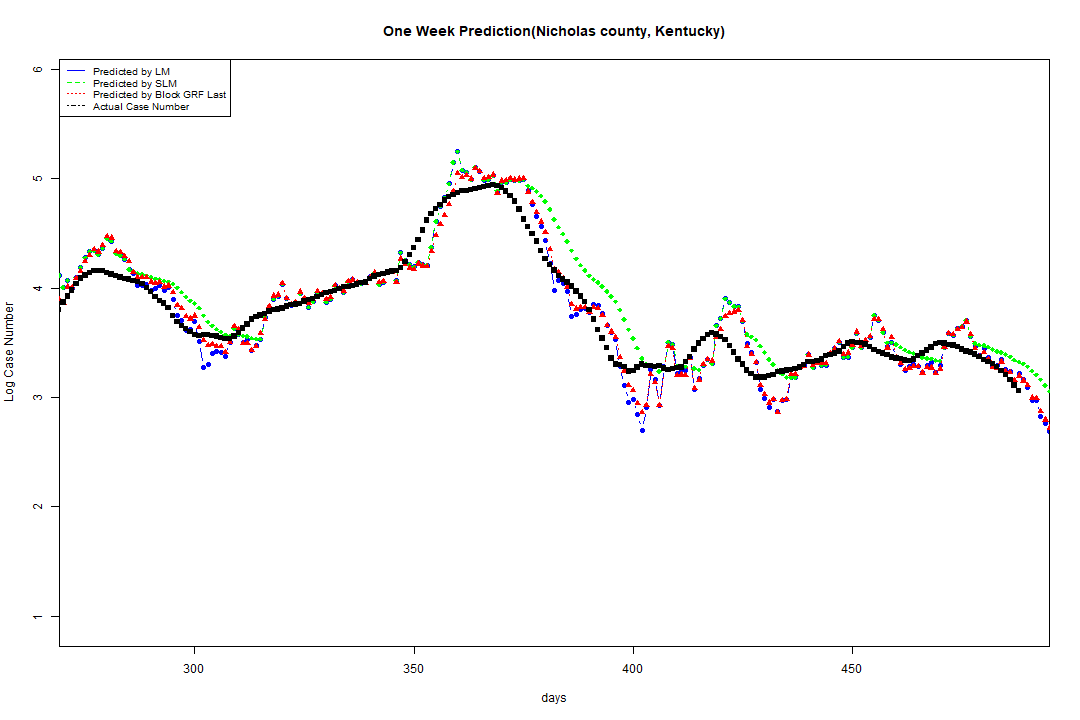 One Week Prediction(Nicholas county, Kentucky)
Predicted by LM
Predicted by SLM
Predicted by Block GRF Last
Actual Case Number
6
5
4
3
2
1
Log Case Number
300 350 400 450
days